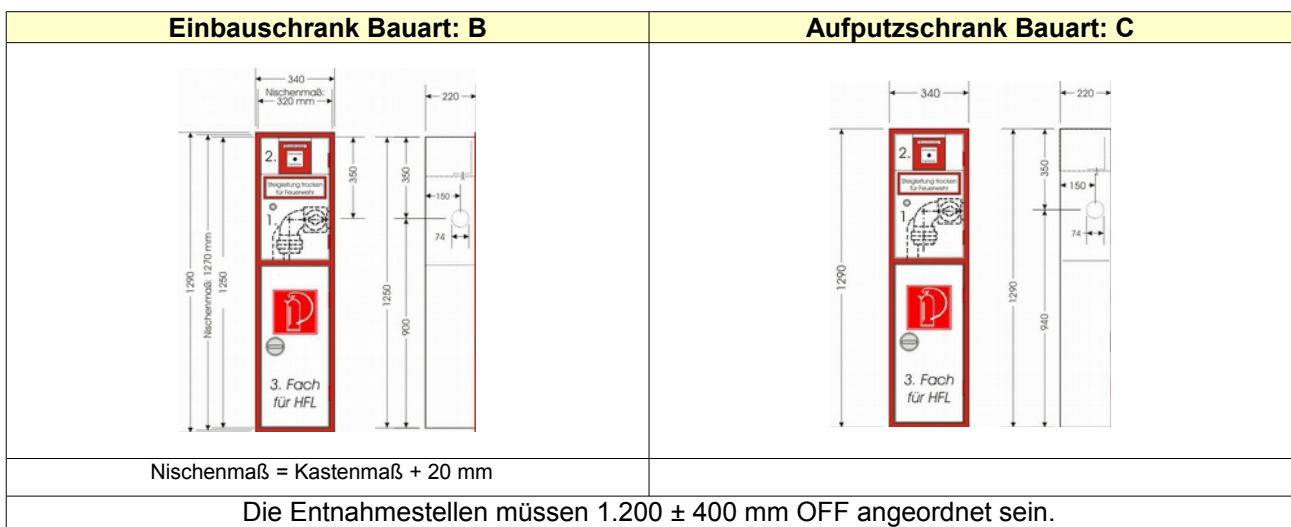 Einbauschrank Bauart: B
Aufputzschrank Bauart: C
340
Nischenmaß:
320 mm
220
1290
Nischenmaß: 1270 mm
1250
350
1250
350
900
150
74
2.
Steigleitung trocken
für Feuerwehr
1.
3. Fach
für HFL
340
220
1290
1290
350
940
150
74
2.
Steigleitung trocken
für Feuerwehr
1.
3. Fach
für HFL
Nischenmaß = Kastenmaß + 20 mm
Die Entnahmestellen müssen 1.200 ± 400 mm OFF angeordnet sein.